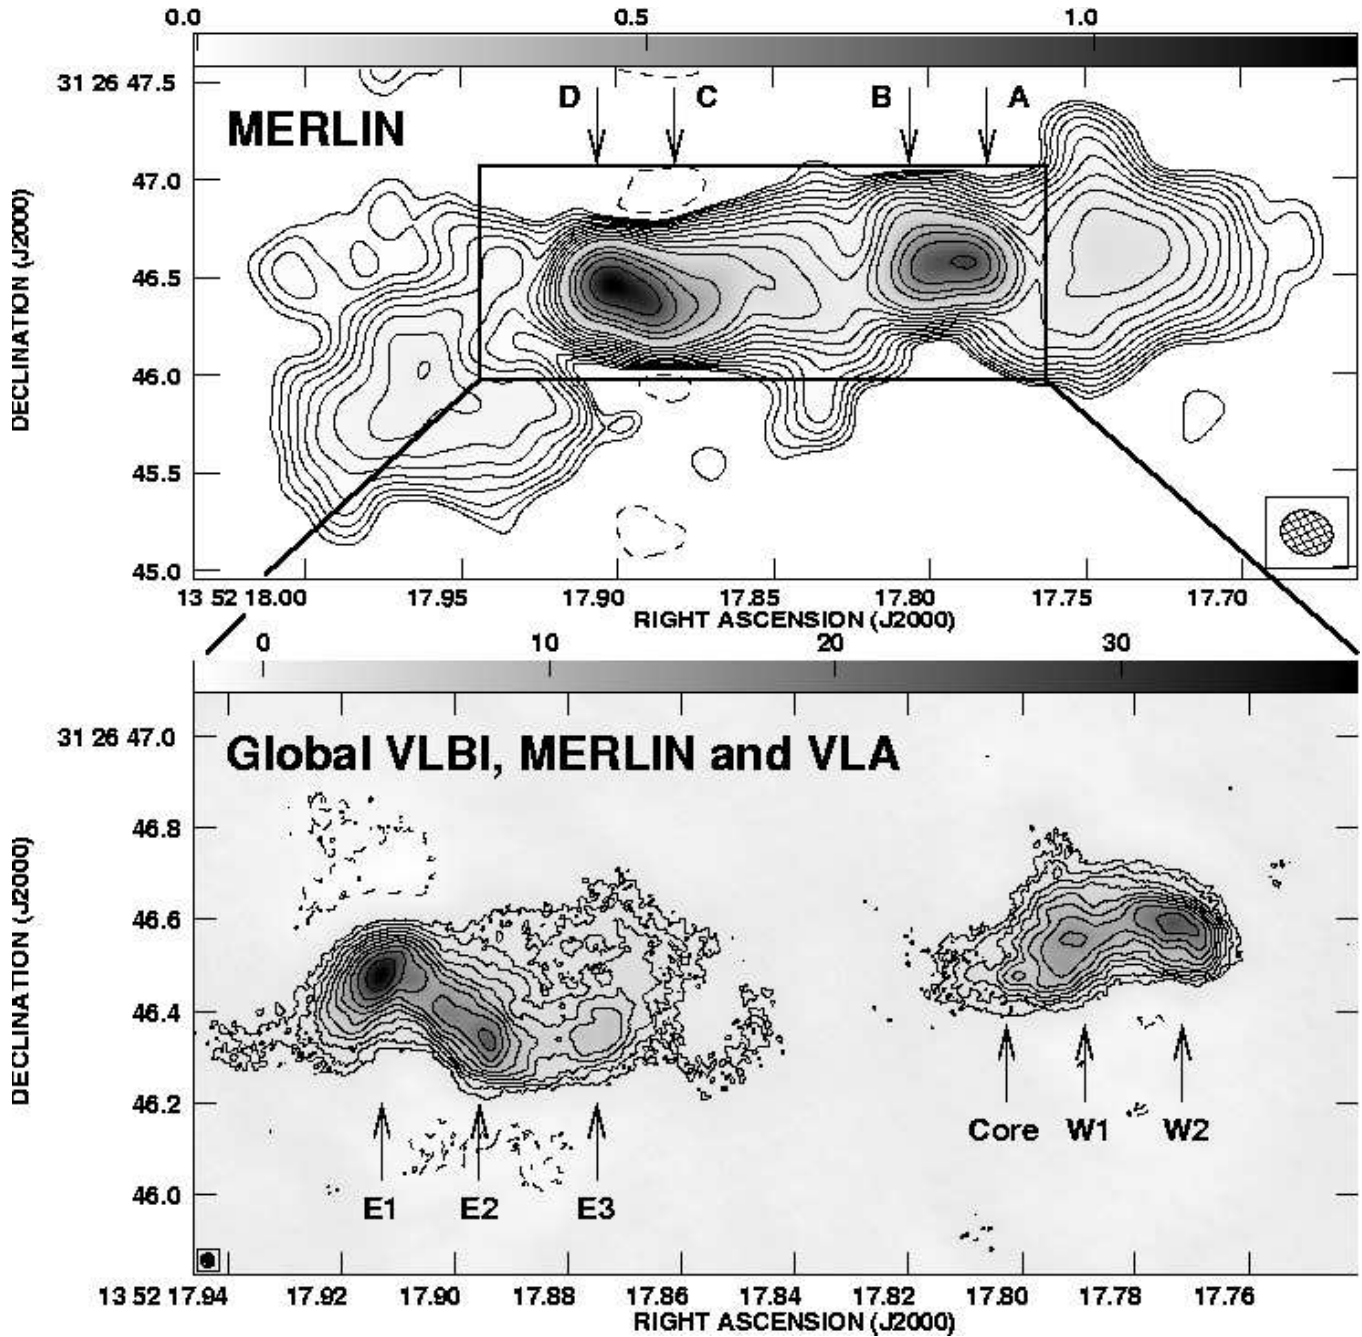 0.0 0.5 1.0
31 26 47.5
D C B A
MERLIN
47.0
46.5
46.0
45.5
45.0
DECLINATION (J2000)
13 52 18.00 17.95 17.90 17.85 17.80 17.75 17.70
RIGHT ASCENSION (J2000)
0 10 20 30
31 26 47.0
Global VLBI, MERLIN and VLA
46.8
46.6
46.4
46.2
46.0
DECLINATION (J2000)
Core W1 W2
E1 E2 E3
13 52 17.94 17.92 17.90 17.88 17.86 17.84 17.82 17.80 17.78 17.76
RIGHT ASCENSION (J2000)